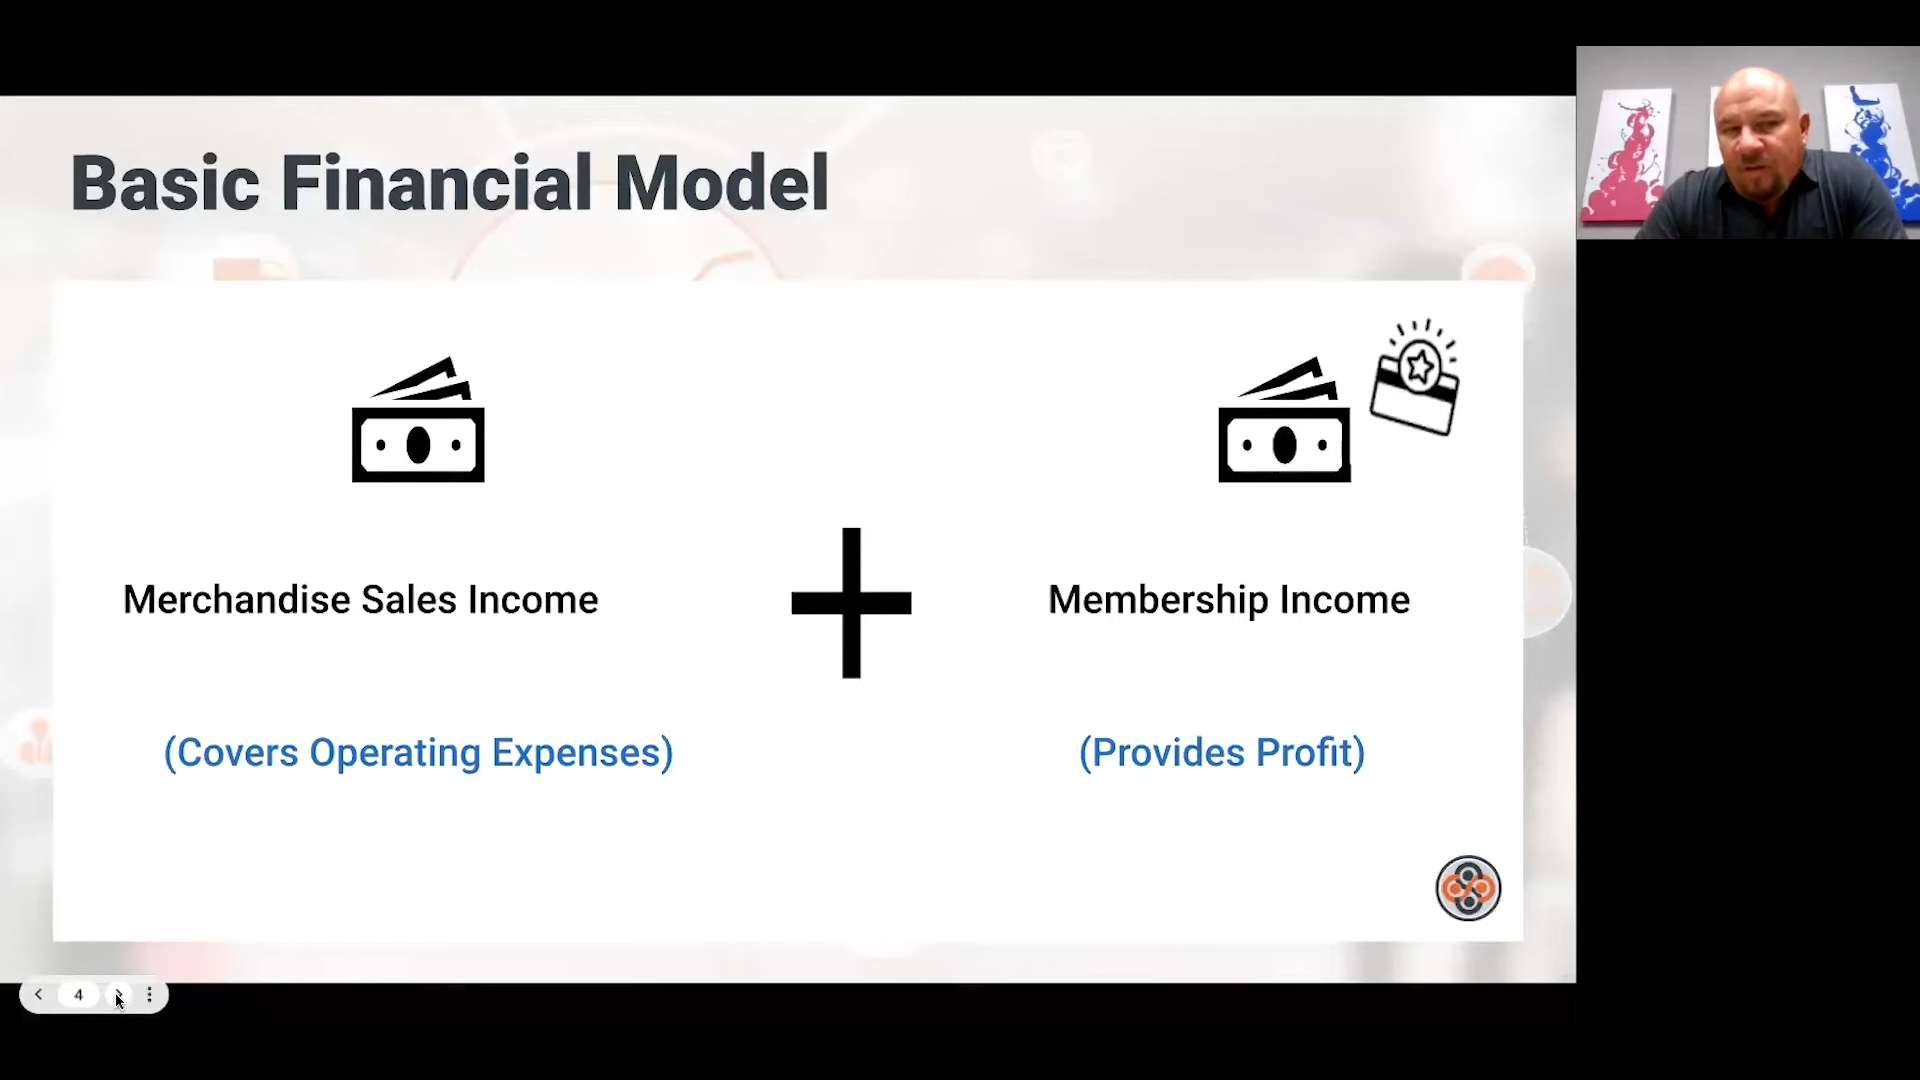 Basic Financial Model
Merchandise Sales Income
Membership Income
(Covers Operating Expenses)
(Provides Profit)
4